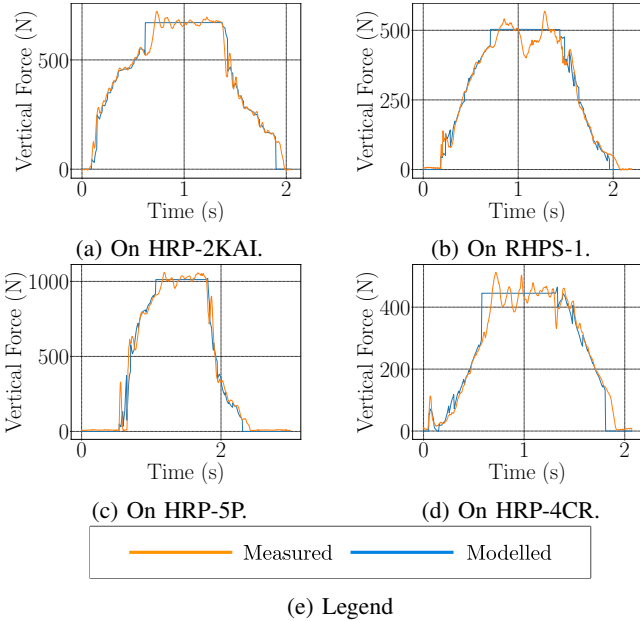 Vertical Force (N)
500
0
0
1
2
Time (s)
(a) On HRP-2KAI.
Vertical Force (N)
500
250
0
0
1
2
Time (s)
(b) On RHPS-1.
Vertical Force (N)
1000
500
0
0
2
Time (s)
(c) On HRP-5P.
Vertical Force (N)
400
200
0
0
1
2
Time (s)
(d) On HRP-4CR.
Measured
Modelled
(e) Legend